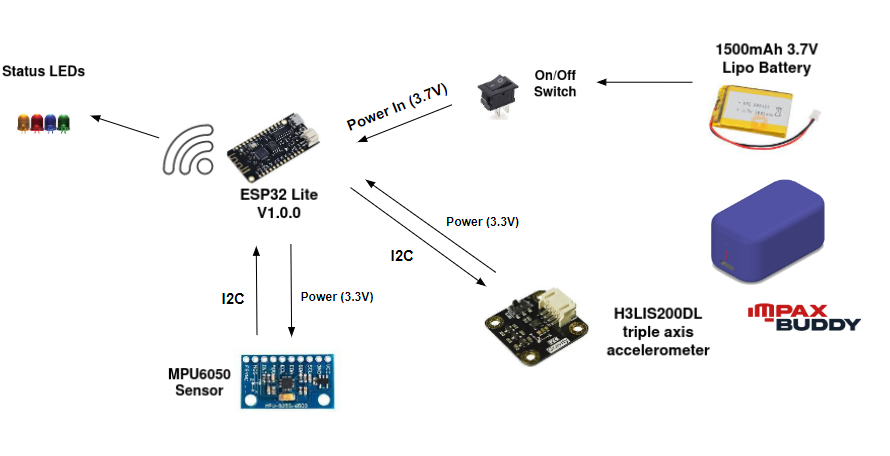 1500mAh 3.7V
Lipo Battery
Status LEDs
On/Off
Switch
Power In (3.7V)
ESP32 Lite
V1.0.0
Power (3.3V)
I2C
I2C
Power (3.3V)
H3LIS200DL
triple axis
accelerometer
IMPAX
BUDDY
MPU6050
Sensor